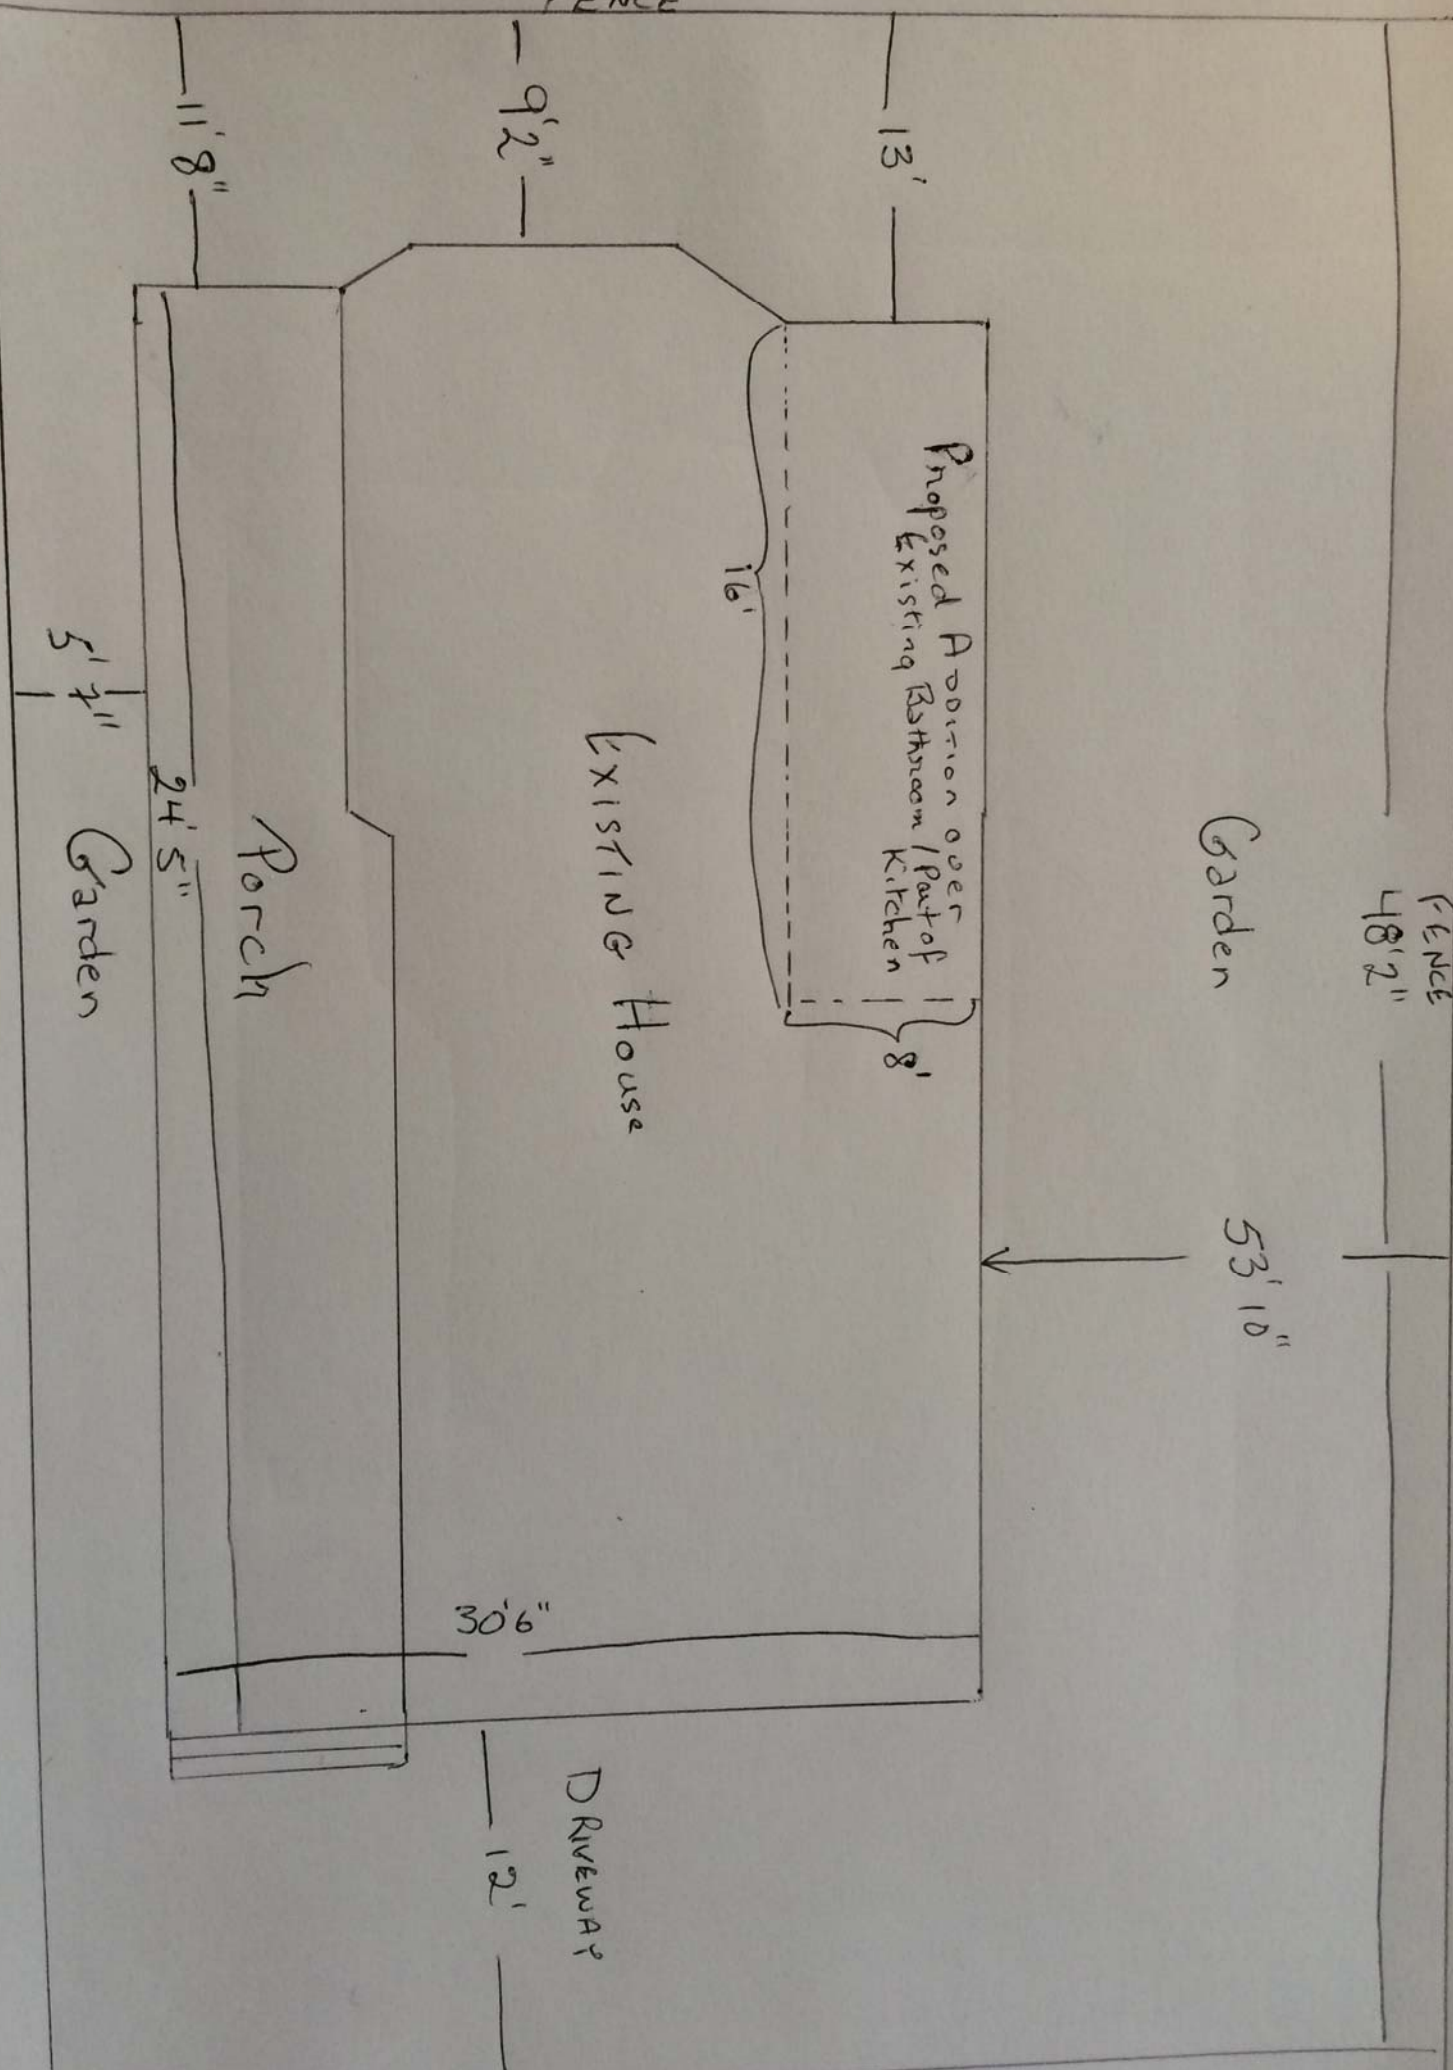 FENCE
11' 8"
9' 2"
13'
FENCE
48' 2"
Garden
53' 10"
Proposed Addition over
Existing Bathroom / Part of
Kitchen
8'
16'
Existing House
Porch
24' 5"
5' 7"
Garden
30' 6"
Driveway
12'